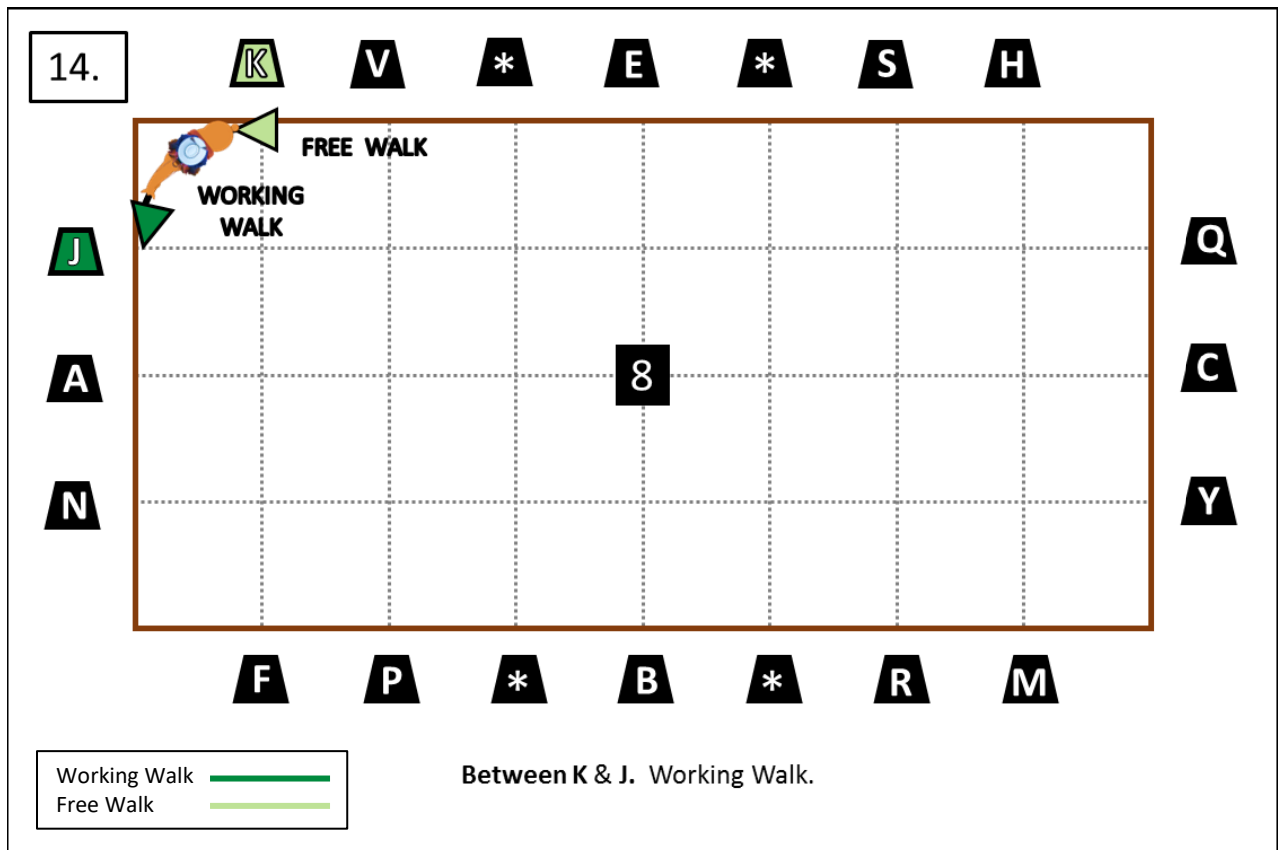 14.
K V * E * S H
FREE WALK
WORKING
WALK
J
Q
8
A
C
N
Y
F P * B * R M
Working Walk
Free Walk
Between K & J. Working Walk.